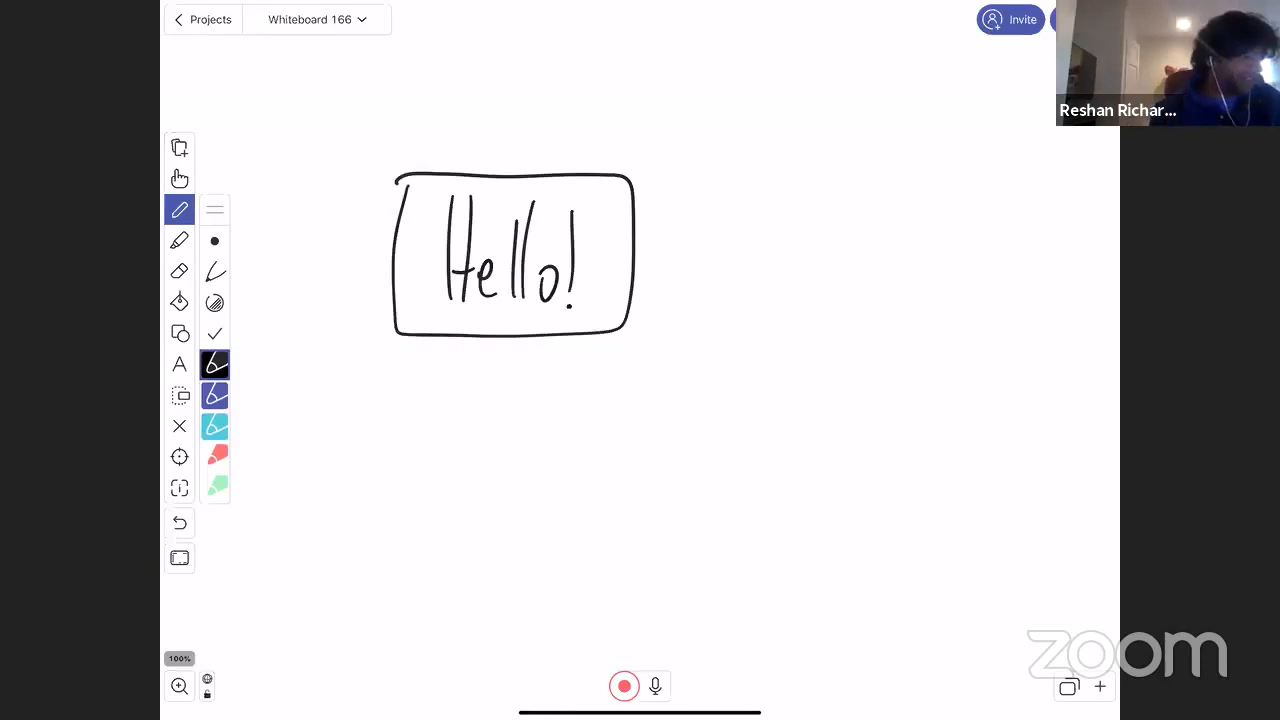 Projects
Whiteboard 166
Invite
Reshan Richar...
Hello!
A
100%
zoom